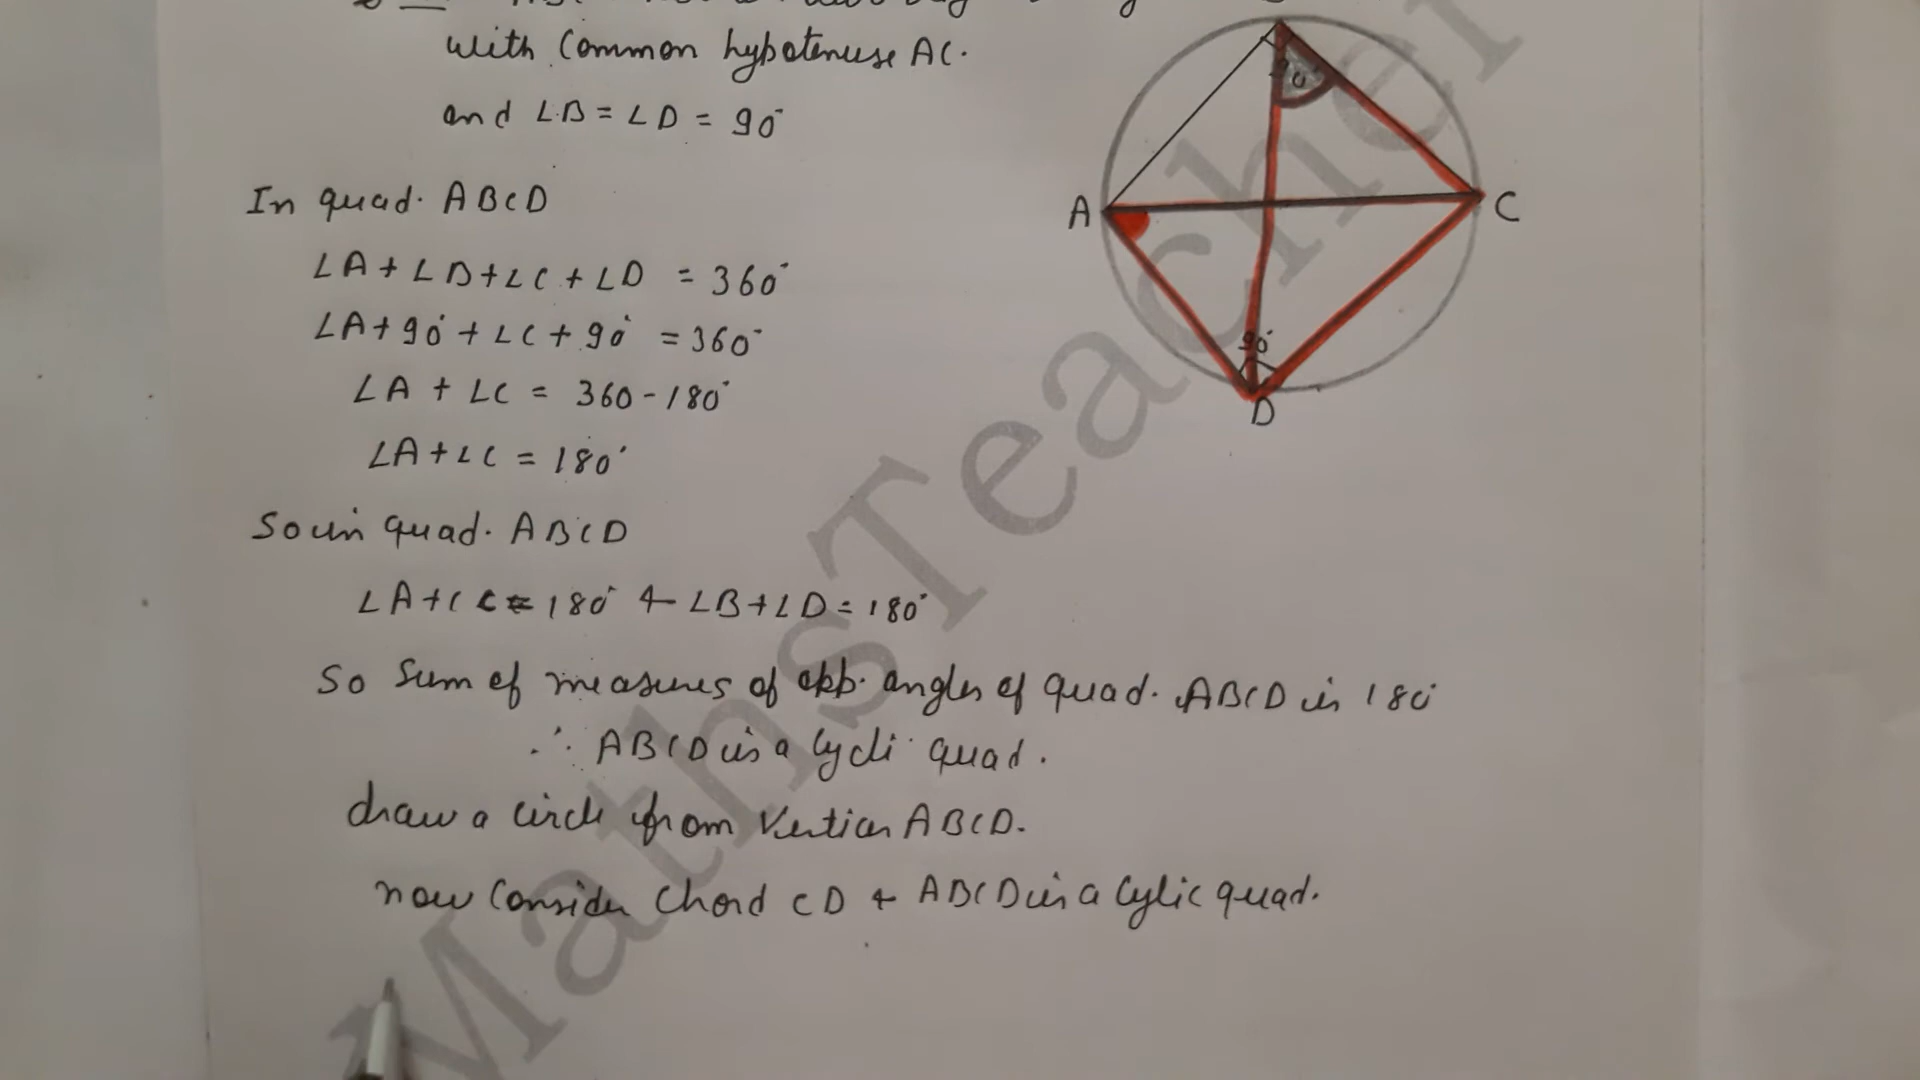 with Common hypotenuse AC.
and ∠B = ∠D = 90°
In quad. ABCD
∠A + ∠B + ∠C + ∠D = 360°
∠A + 90° + ∠C + 90° = 360°
∠A + ∠C = 360 - 180°
∠A + ∠C = 180°
So in quad. ABCD
∠A + ∠C = 180° & ∠B + ∠D = 180°
So Sum of measures of opp. angles of quad. ABCD is 180°
∴ ABCD is a Cycli quad.
draw a circle from Vertices ABCD.
now Consider Chord CD & ABCD is a Cylic quad.
A
C
90°
D
MathsTeacher